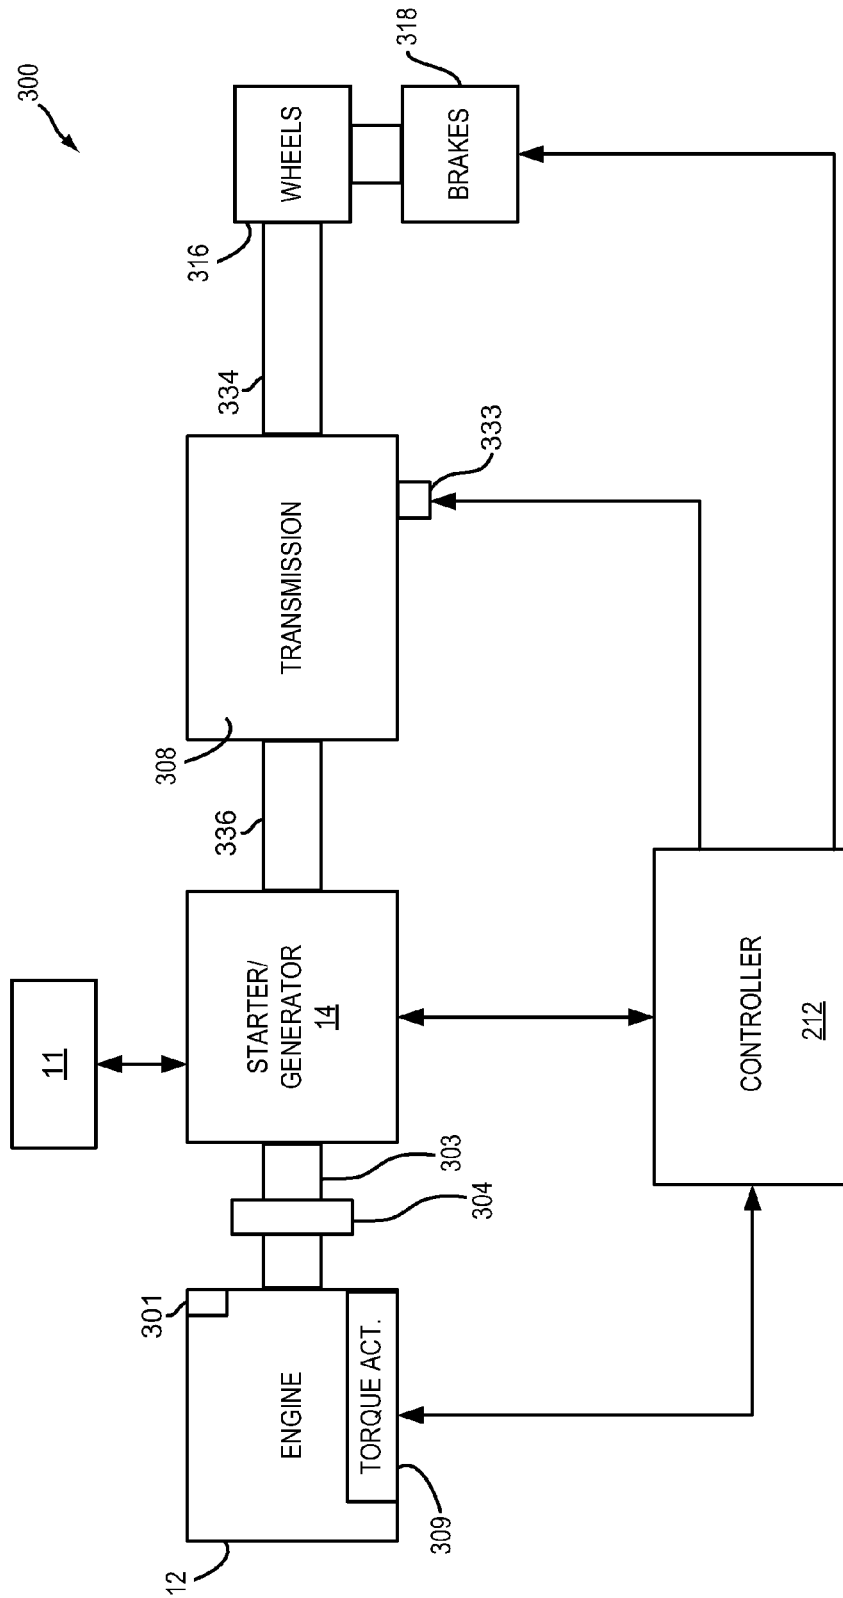 300
318
WHEELS
BRAKES
316
334
333
TRANSMISSION
308
336
11
STARTER/
GENERATOR
14
CONTROLLER
212
303
304
301
ENGINE
TORQUE ACT.
309
12